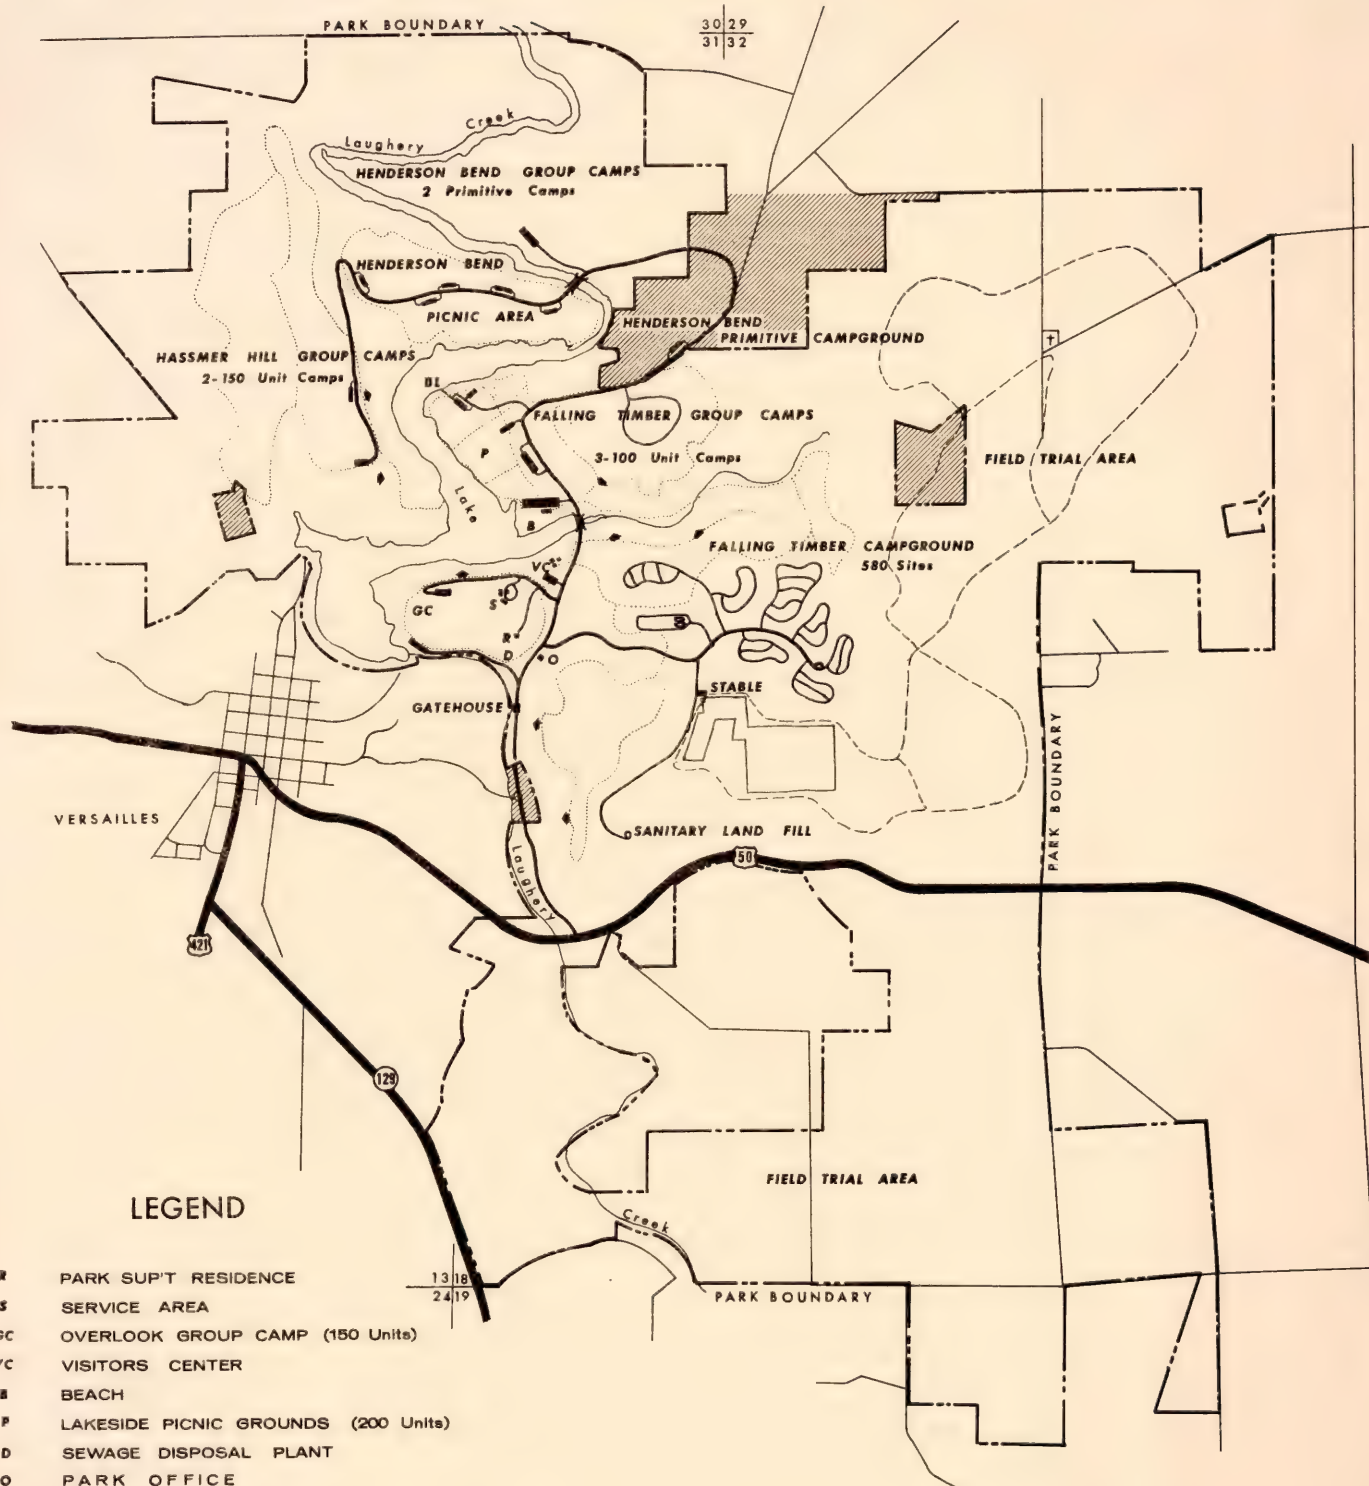 PARK BOUNDARY
30 29
31 32
Laughery Creek
HENDERSON BEND GROUP CAMPS
2 Primitive Camps
HENDERSON BEND
PICNIC AREA
HENDERSON BEND
PRIMITIVE CAMPGROUND
HASSMER HILL GROUP CAMPS
2-150 Unit Camps
BL
FALLING TIMBER GROUP CAMPS
3-100 Unit Camps
P
FIELD TRIAL AREA
Lake
B
FALLING TIMBER CAMPGROUND
580 Sites
VC
GC
S
R
D
O
STABLE
GATEHOUSE
PARK BOUNDARY
VERSAILLES
SANITARY LAND FILL
50
Laughery
421
129
FIELD TRIAL AREA
Creek
13 18
24 19
PARK BOUNDARY
LEGEND
R PARK SUP'T RESIDENCE
S SERVICE AREA
GC OVERLOOK GROUP CAMP (150 Units)
VC VISITORS CENTER
B BEACH
P LAKESIDE PICNIC GROUNDS (200 Units)
D SEWAGE DISPOSAL PLANT
O PARK OFFICE